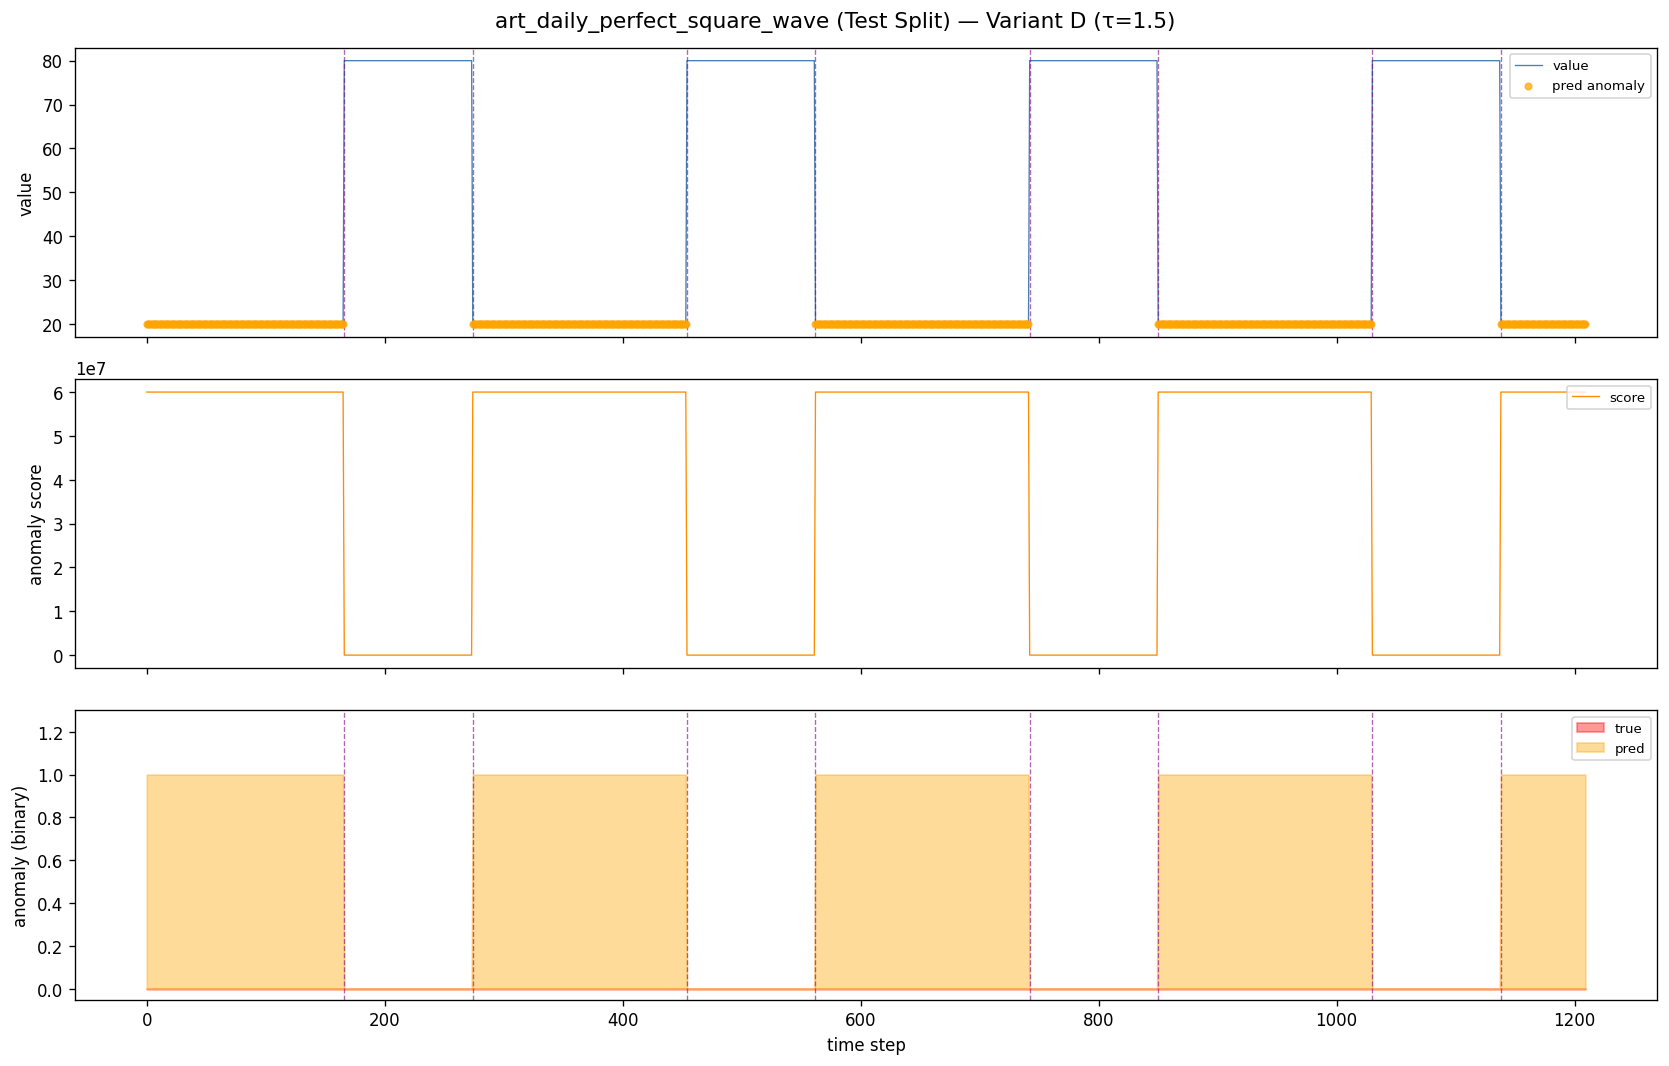 art_daily_perfect_square_wave (Test Split) — Variant D (τ=1.5)
80
70
60
50
40
30
20
value
value
pred anomaly
1e7
6
5
4
3
2
1
0
anomaly score
score
1.2
1.0
0.8
0.6
0.4
0.2
0.0
anomaly (binary)
true
pred
0 200 400 600 800 1000 1200
time step